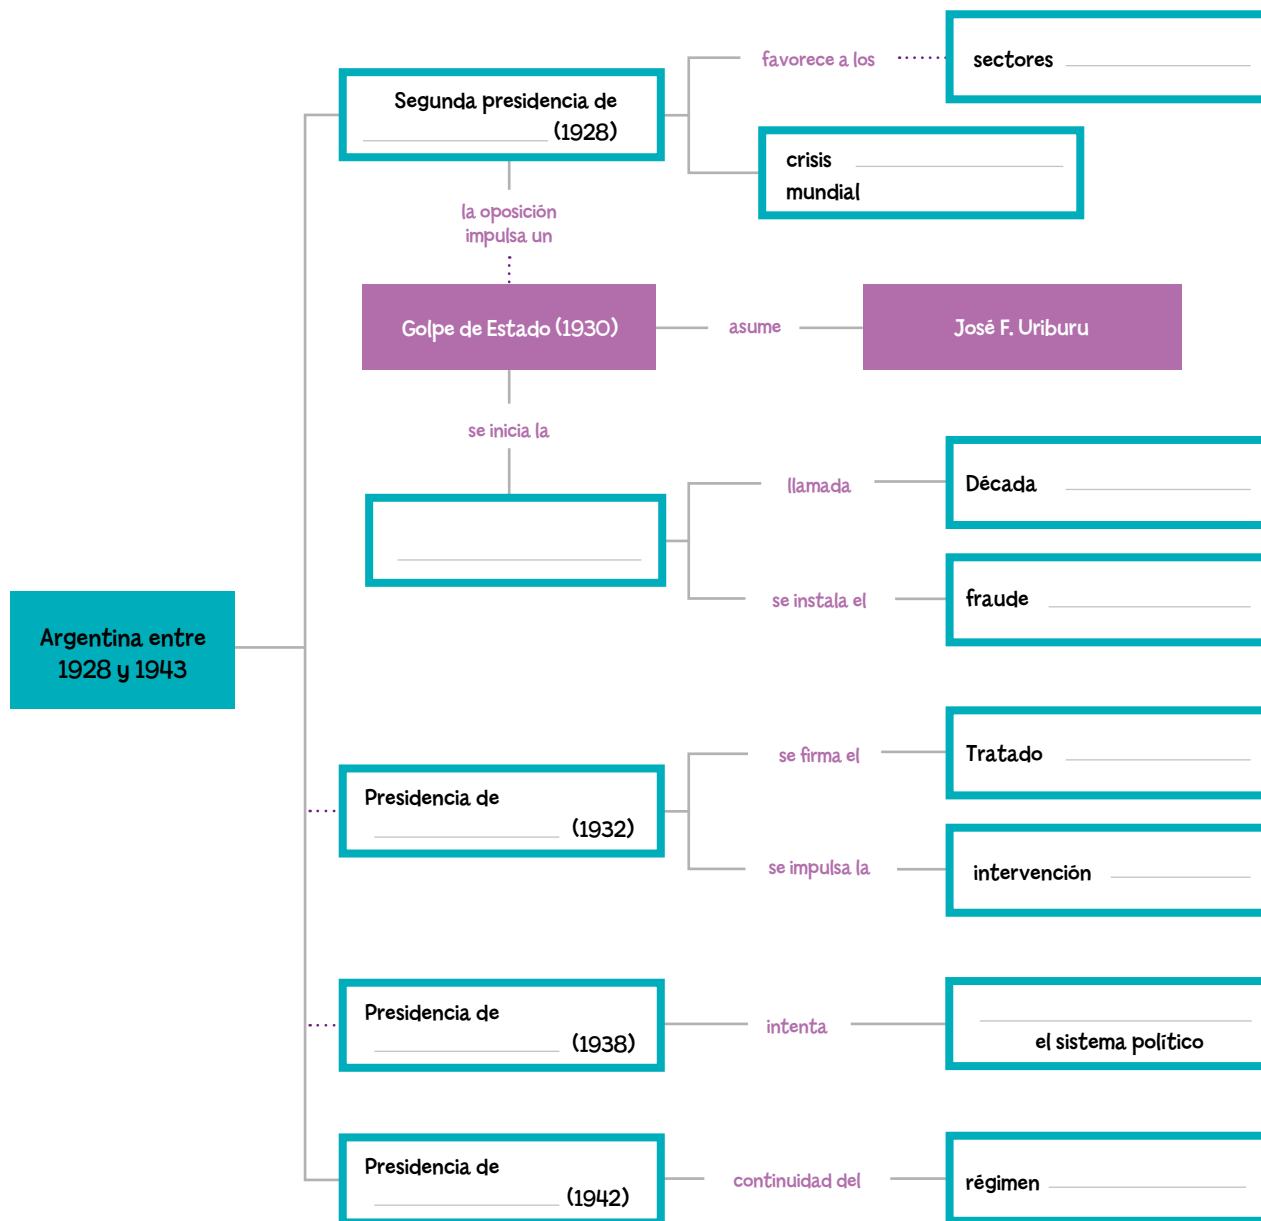 favorece a los
sectores
Segunda presidencia de
(1928)
crisis
mundial
la oposición
impulsa un
Golpe de Estado (1930)
asume
José F. Uriburu
se inicia la
llamada
Década
se instala el
fraude
Argentina entre
1928 y 1943
se firma el
Tratado
Presidencia de
(1932)
se impulsa la
intervención
Presidencia de
(1938)
intenta
el sistema político
Presidencia de
(1942)
continuidad del
régimen